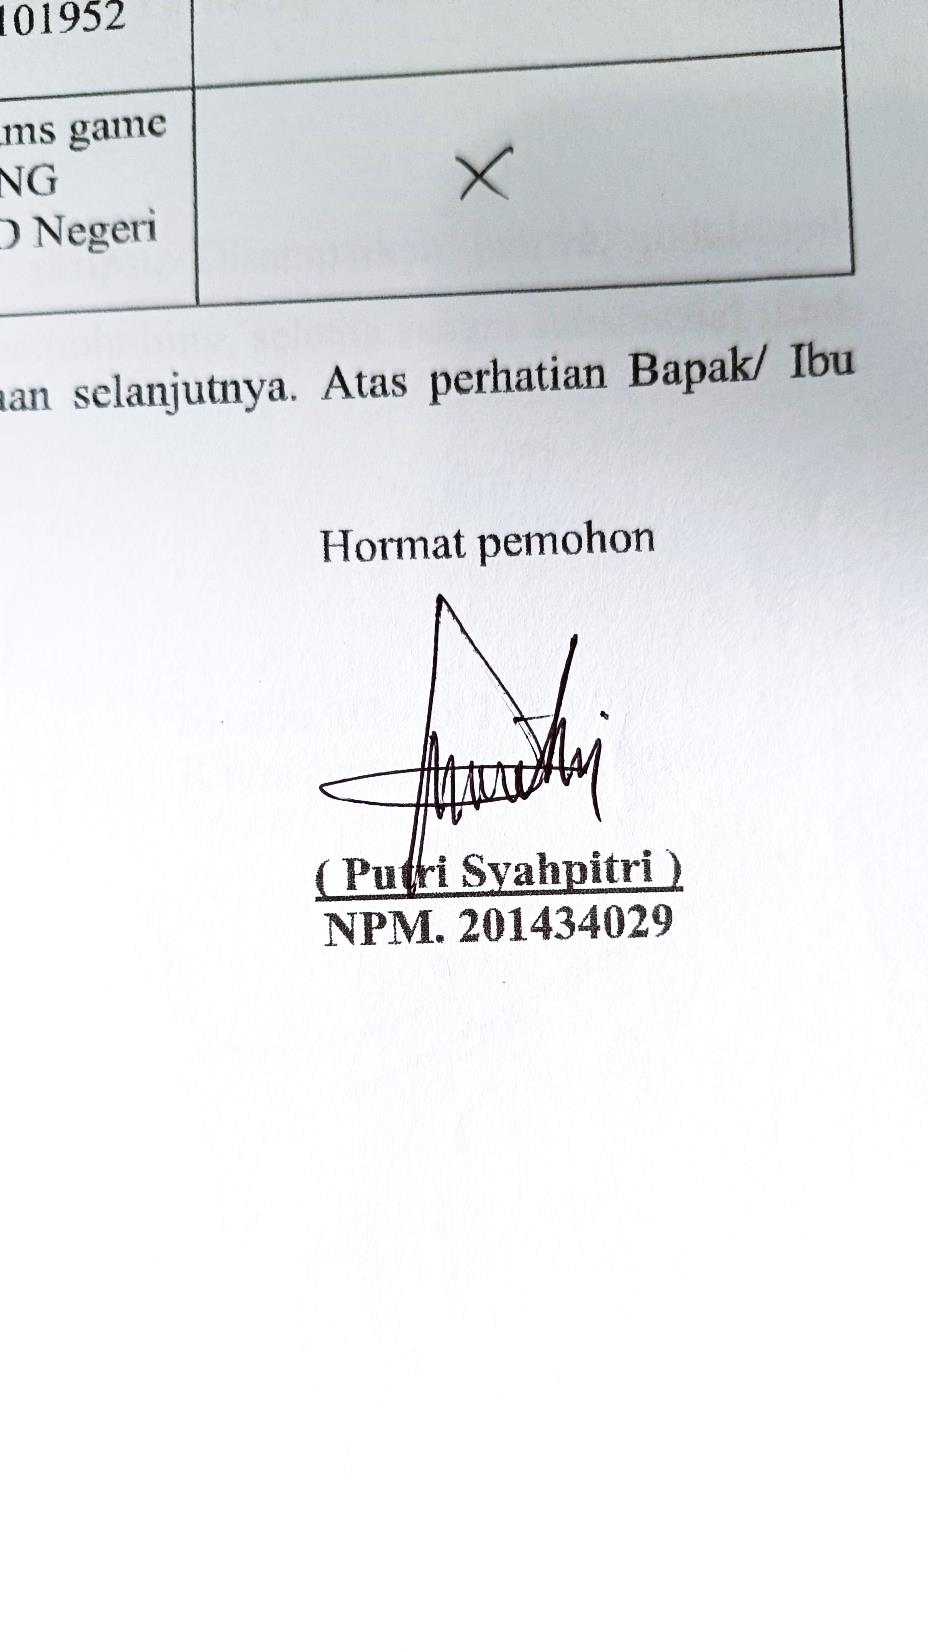 101952
ms game
NG
D Negeri
X
an selanjutnya. Atas perhatian Bapak/ Ibu
Hormat pemohon
( Putri Syahpitri )
NPM. 201434029